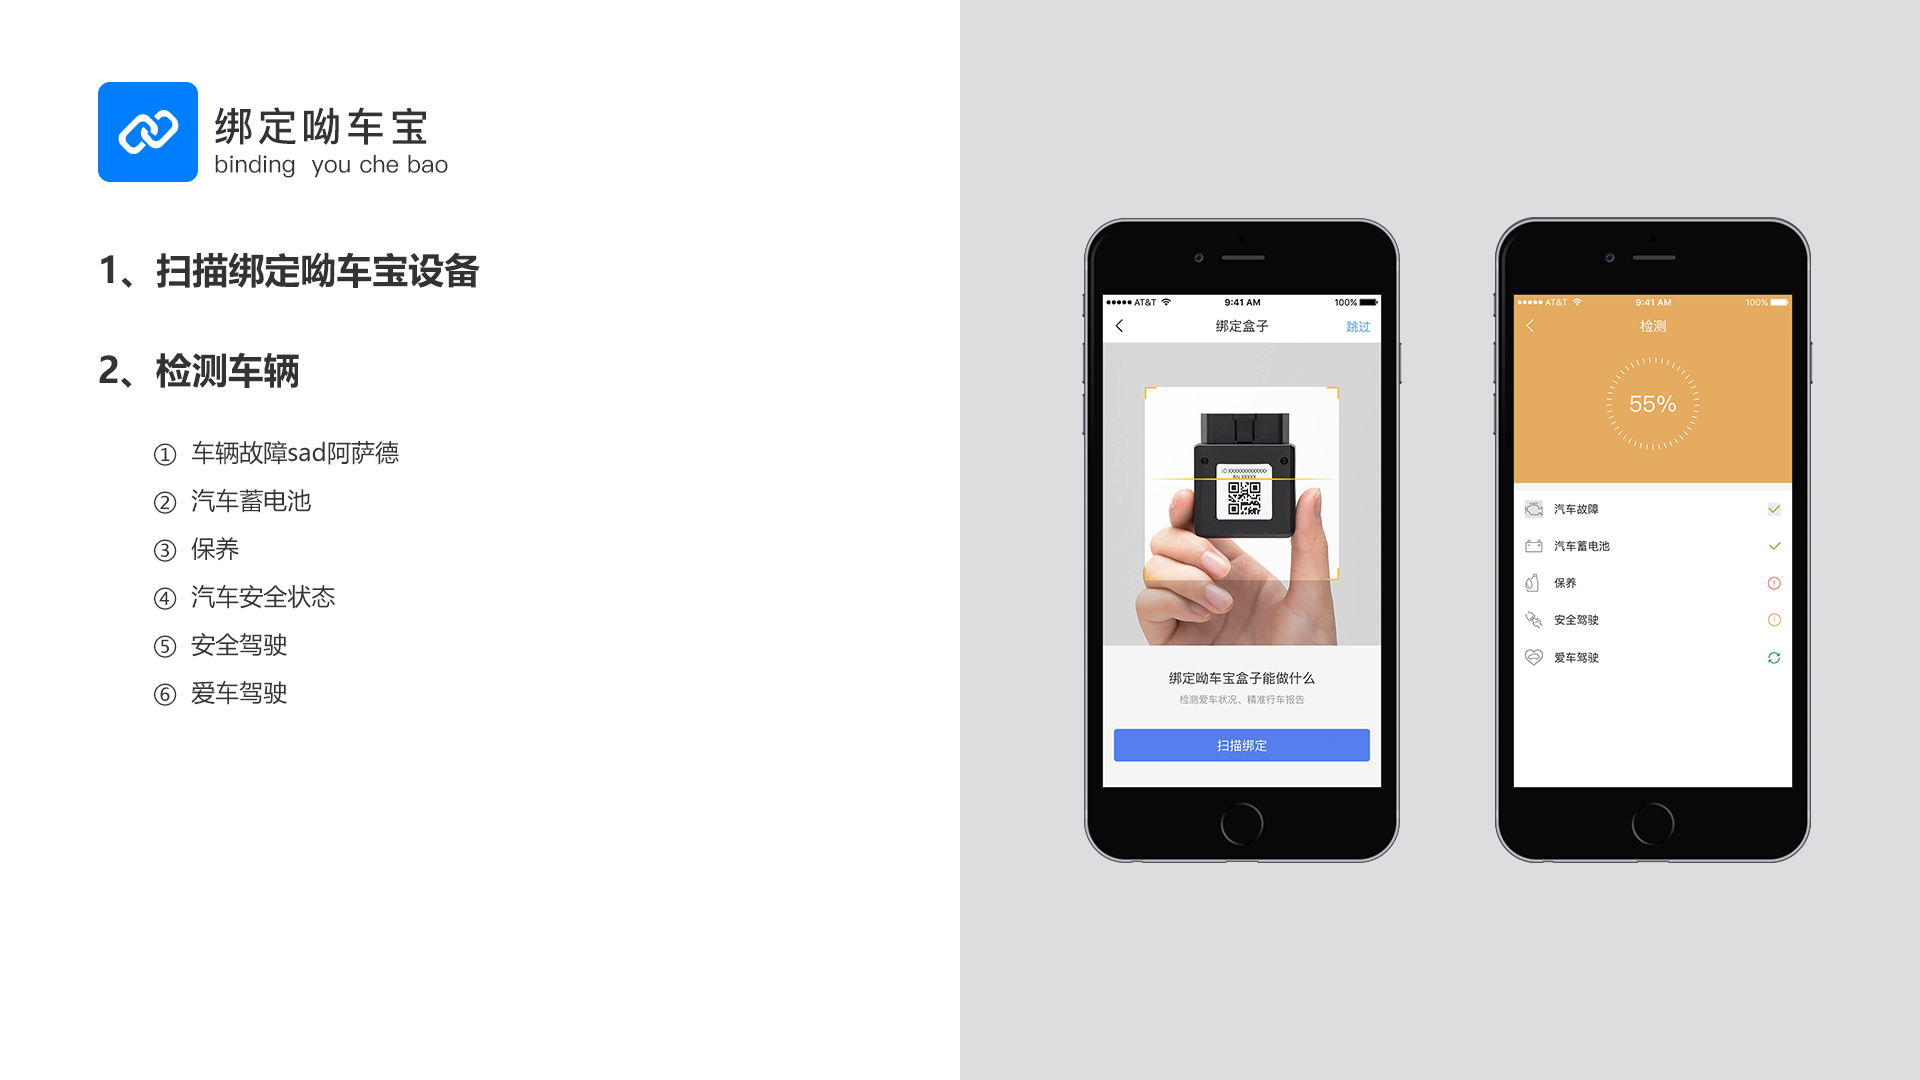 绑定呦车宝
binding you che bao
1、扫描绑定呦车宝设备
2、检测车辆
① 车辆故障sad阿萨德
② 汽车蓄电池
③ 保养
④ 汽车安全状态
⑤ 安全驾驶
⑥ 爱车驾驶
AT&T 9:41 AM 100%
绑定盒子 跳过
ID XXXXXXXXXXXXX
SN XXXXX
绑定呦车宝盒子能做什么
检测爱车状况、精准行车报告
扫描绑定
AT&T 9:41 AM 100%
检测
55%
汽车故障
汽车蓄电池
保养
安全驾驶
爱车驾驶